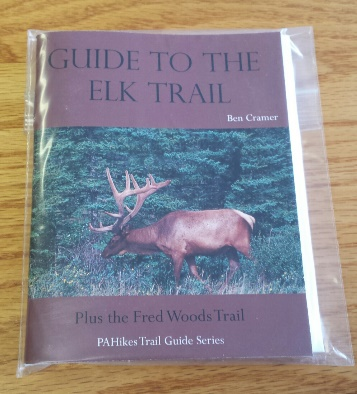 GUIDE TO THE
ELK TRAIL
Ben Cramer
Plus the Fred Woods Trail
PAHikes Trail Guide Series